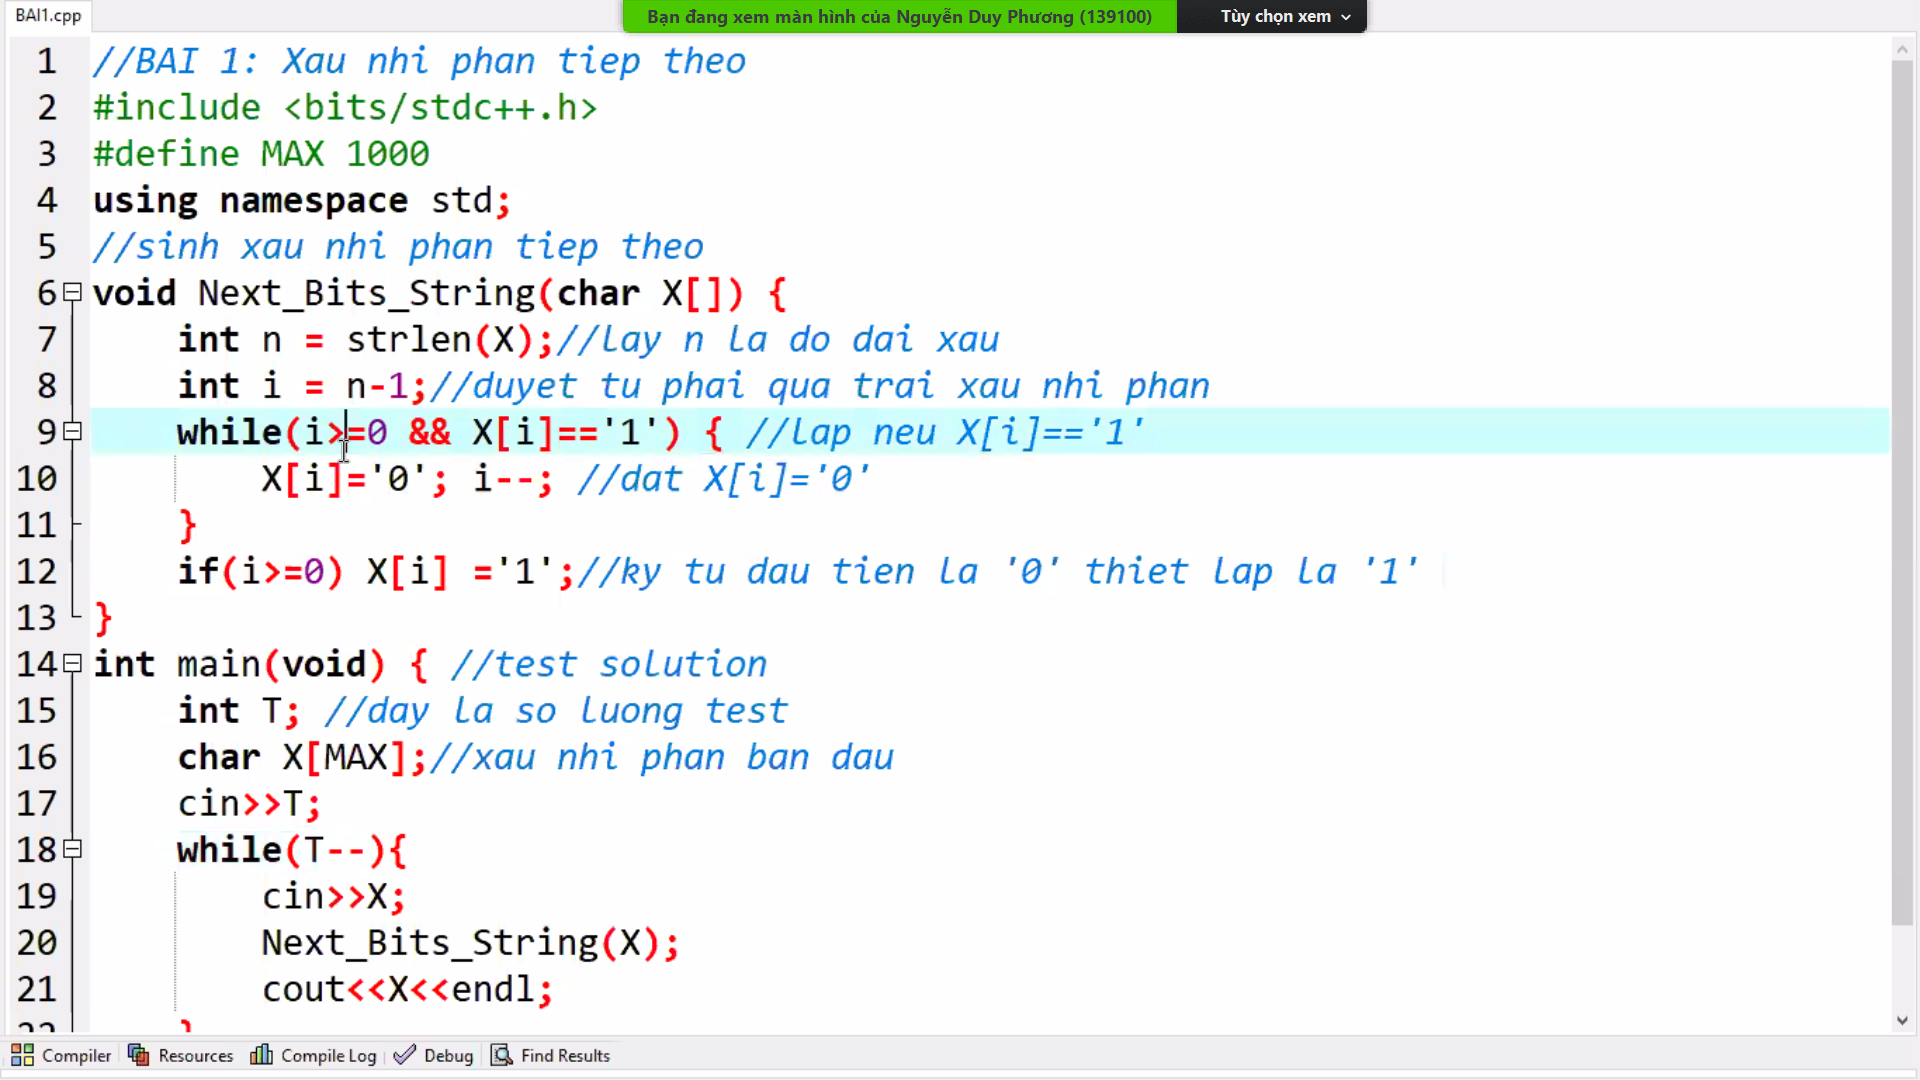 BAI1.cpp
Bạn đang xem màn hình của Nguyễn Duy Phương (139100)
Tùy chọn xem
1 //BAI 1: Xau nhi phan tiep theo
2 #include <bits/stdc++.h>
3 #define MAX 1000
4 using namespace std;
5 //sinh xau nhi phan tiep theo
6 void Next_Bits_String(char X[]) {
7 int n = strlen(X);//lay n la do dai xau
8 int i = n-1;//duyet tu phai qua trai xau nhi phan
9 while(i>=0 && X[i]=='1') { //lap neu X[i]=='1'
10 X[i]='0'; i--; //dat X[i]='0'
11 }
12 if(i>=0) X[i] ='1';//ky tu dau tien la '0' thiet lap la '1'
13 }
14 int main(void) { //test solution
15 int T; //day la so luong test
16 char X[MAX];//xau nhi phan ban dau
17 cin>>T;
18 while(T--){
19 cin>>X;
20 Next_Bits_String(X);
21 cout<<X<<endl;
22 }
Compiler Resources Compile Log Debug Find Results